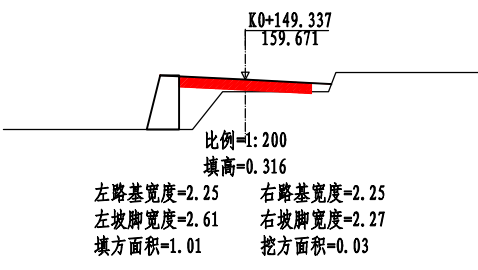 K0+149.337
159.671
比例=1:200
填高=0.316
左路基宽度=2.25 右路基宽度=2.25
左坡脚宽度=2.61 右坡脚宽度=2.27
填方面积=1.01 挖方面积=0.03